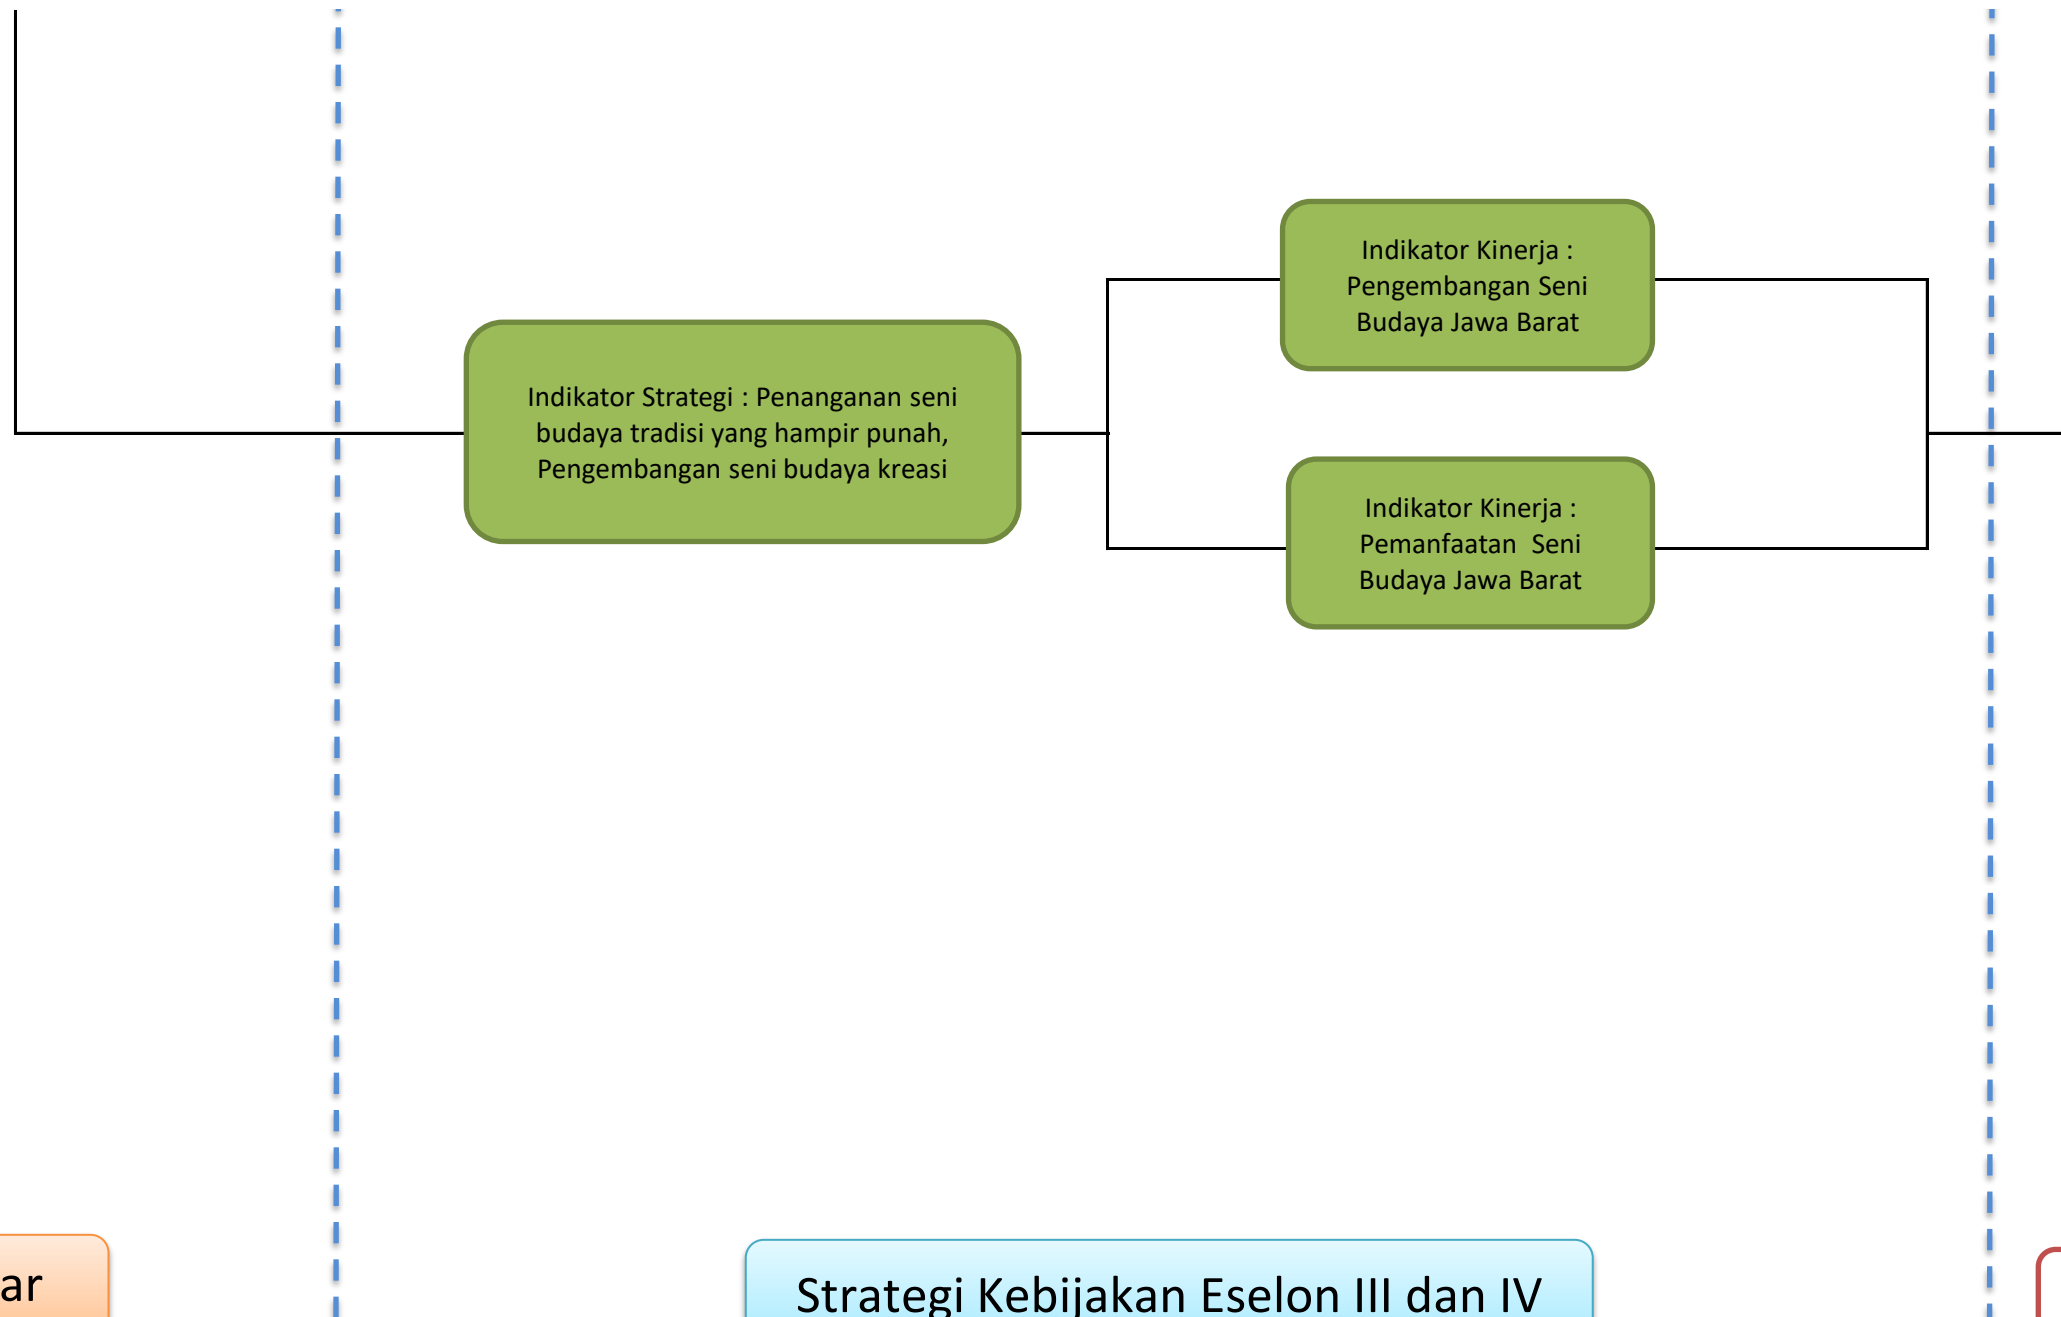 Indikator Kinerja :
Pengembangan Seni
Budaya Jawa Barat
Indikator Strategi : Penanganan seni
budaya tradisi yang hampir punah,
Pengembangan seni budaya kreasi
Indikator Kinerja :
Pemanfaatan  Seni
Budaya Jawa Barat
ar
Strategi Kebijakan Eselon III dan IV